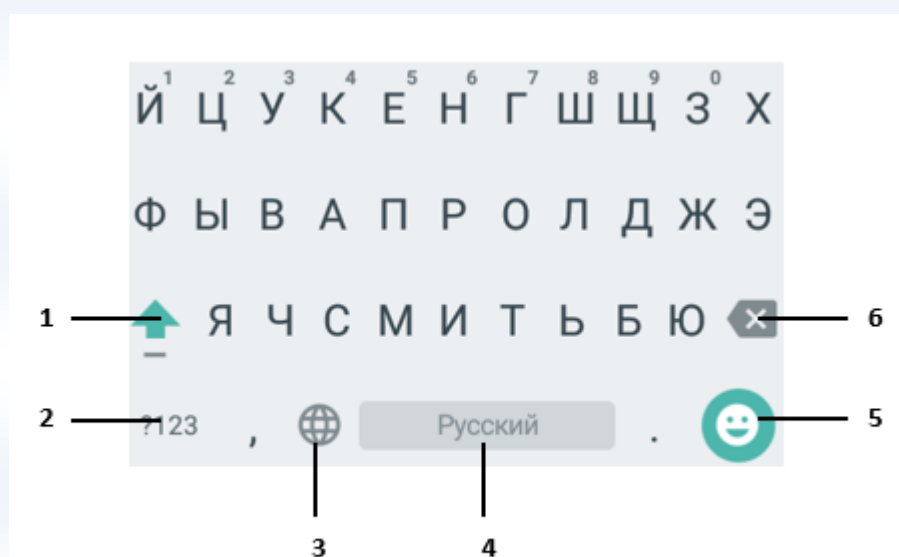 1 2 3 4 5 6 7 8 9 0
Й Ц У К Е Н Г Ш Щ З Х
Ф Ы В А П Р О Л Д Ж Э
1 Я Ч С М И Т Ь Б Ю 6
2 ?123 , Русский . 5
3 4